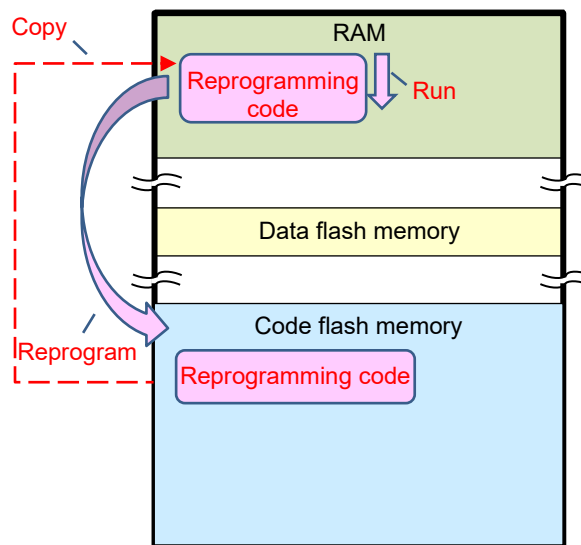 Copy
RAM
Reprogramming
code
Run
Data flash memory
Code flash memory
Reprogram
Reprogramming code